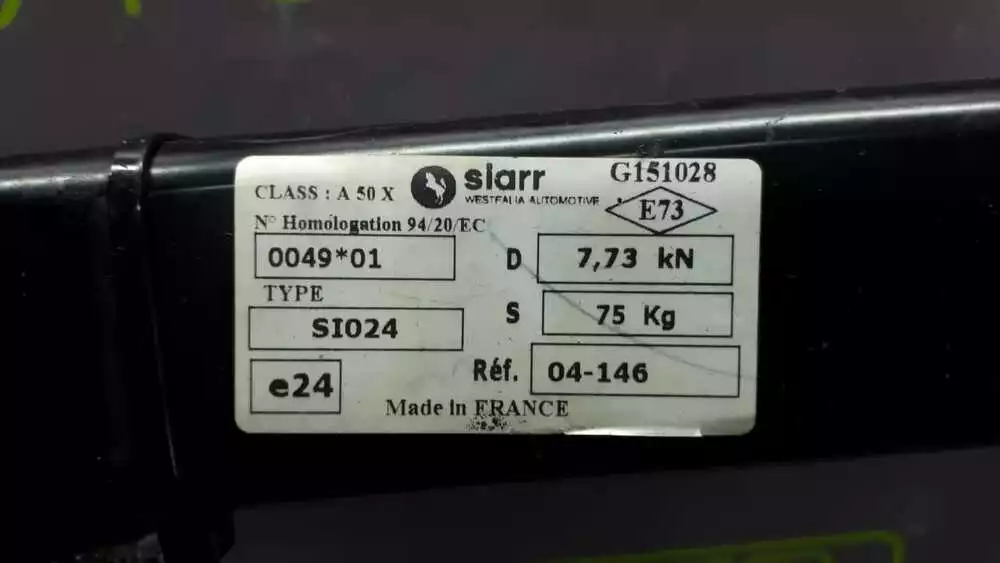 CLASS : A 50 X
siarr
WESTFALIA AUTOMOTIVE
G151028
E73
N° Homologation 94/20/EC
0049*01
D 7,73 kN
TYPE
SI024
S 75 Kg
e24
Réf. 04-146
Made in FRANCE